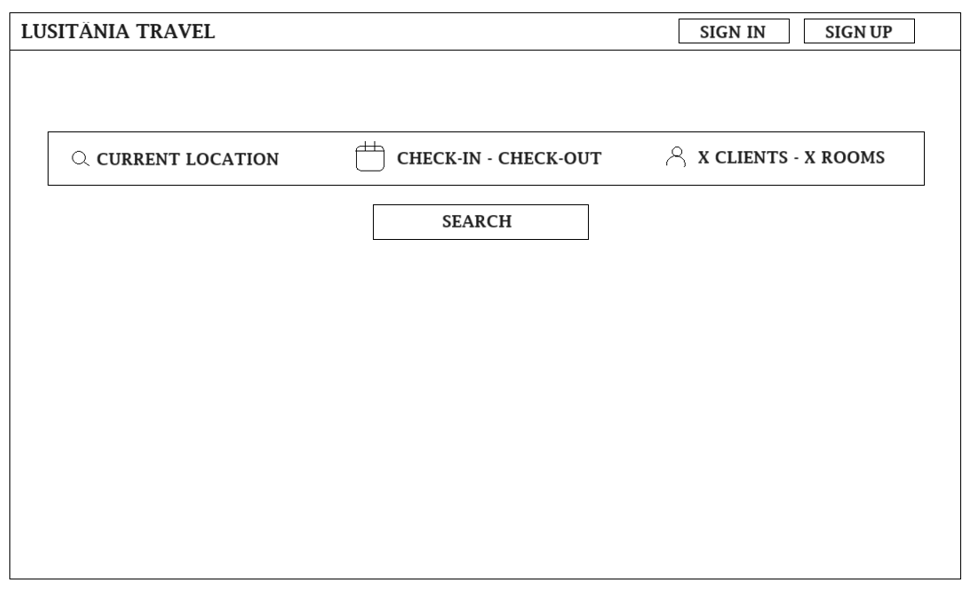 LUSITÂNIA TRAVEL
SIGN IN
SIGN UP
CURRENT LOCATION
CHECK-IN - CHECK-OUT
X CLIENTS - X ROOMS
SEARCH